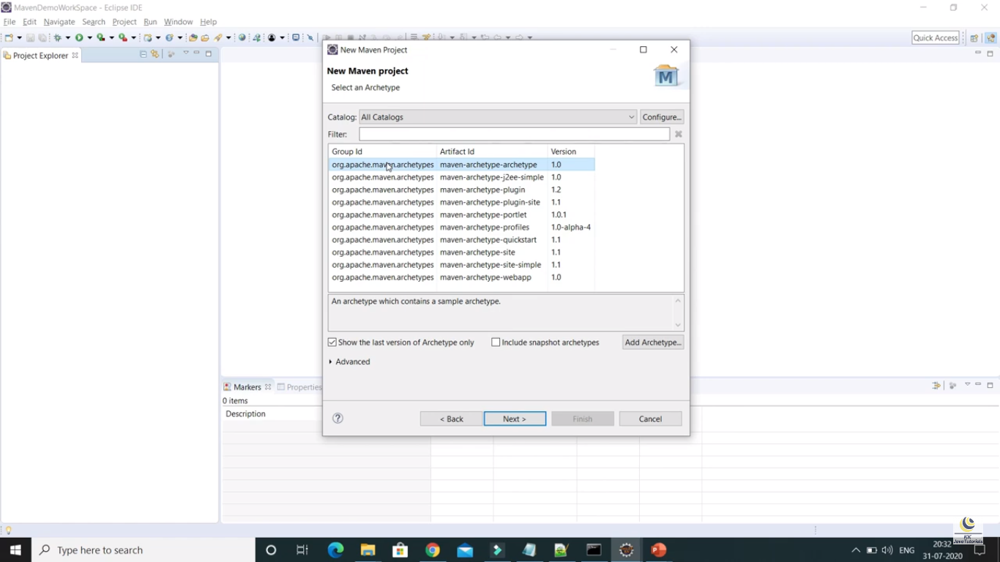 MavenDemoWorkSpace - Eclipse IDE
File Edit Navigate Search Project Run Window Help
Quick Access
Project Explorer
New Maven Project
New Maven project
Select an Archetype
M
Catalog: All Catalogs Configure...
Filter:
Group Id Artifact Id Version
org.apache.maven.archetypes maven-archetype-archetype 1.0
org.apache.maven.archetypes maven-archetype-j2ee-simple 1.0
org.apache.maven.archetypes maven-archetype-plugin 1.2
org.apache.maven.archetypes maven-archetype-plugin-site 1.1
org.apache.maven.archetypes maven-archetype-portlet 1.0.1
org.apache.maven.archetypes maven-archetype-profiles 1.0-alpha-4
org.apache.maven.archetypes maven-archetype-quickstart 1.1
org.apache.maven.archetypes maven-archetype-site 1.1
org.apache.maven.archetypes maven-archetype-site-simple 1.1
org.apache.maven.archetypes maven-archetype-webapp 1.0
An archetype which contains a sample archetype.
Show the last version of Archetype only Include snapshot archetypes Add Archetype...
Advanced
Markers Properties
0 items
Description
? < Back Next > Finish Cancel
KK
JavaTutorials
Type here to search
ENG
20:32
31-07-2020